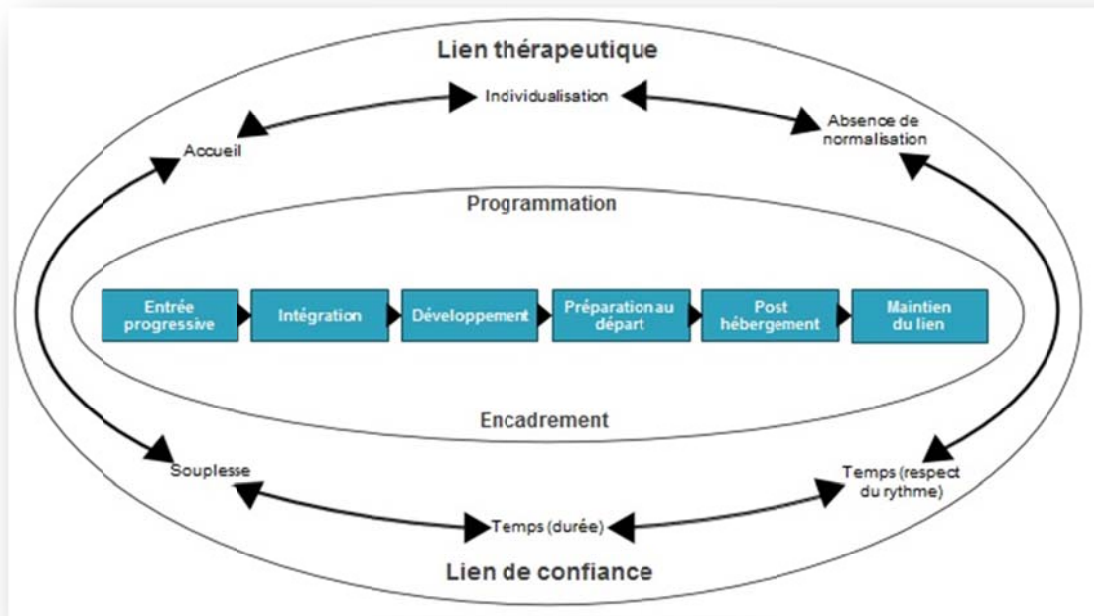 Lien thérapeutique
Individualisation
Absence de
normalisation
Accueil
Programmation
Entrée
progressive
Intégration
Développement
Préparation au
départ
Post
hébergement
Maintien
du lien
Encadrement
Souplesse
Temps (respect
du rythme)
Temps (durée)
Lien de confiance